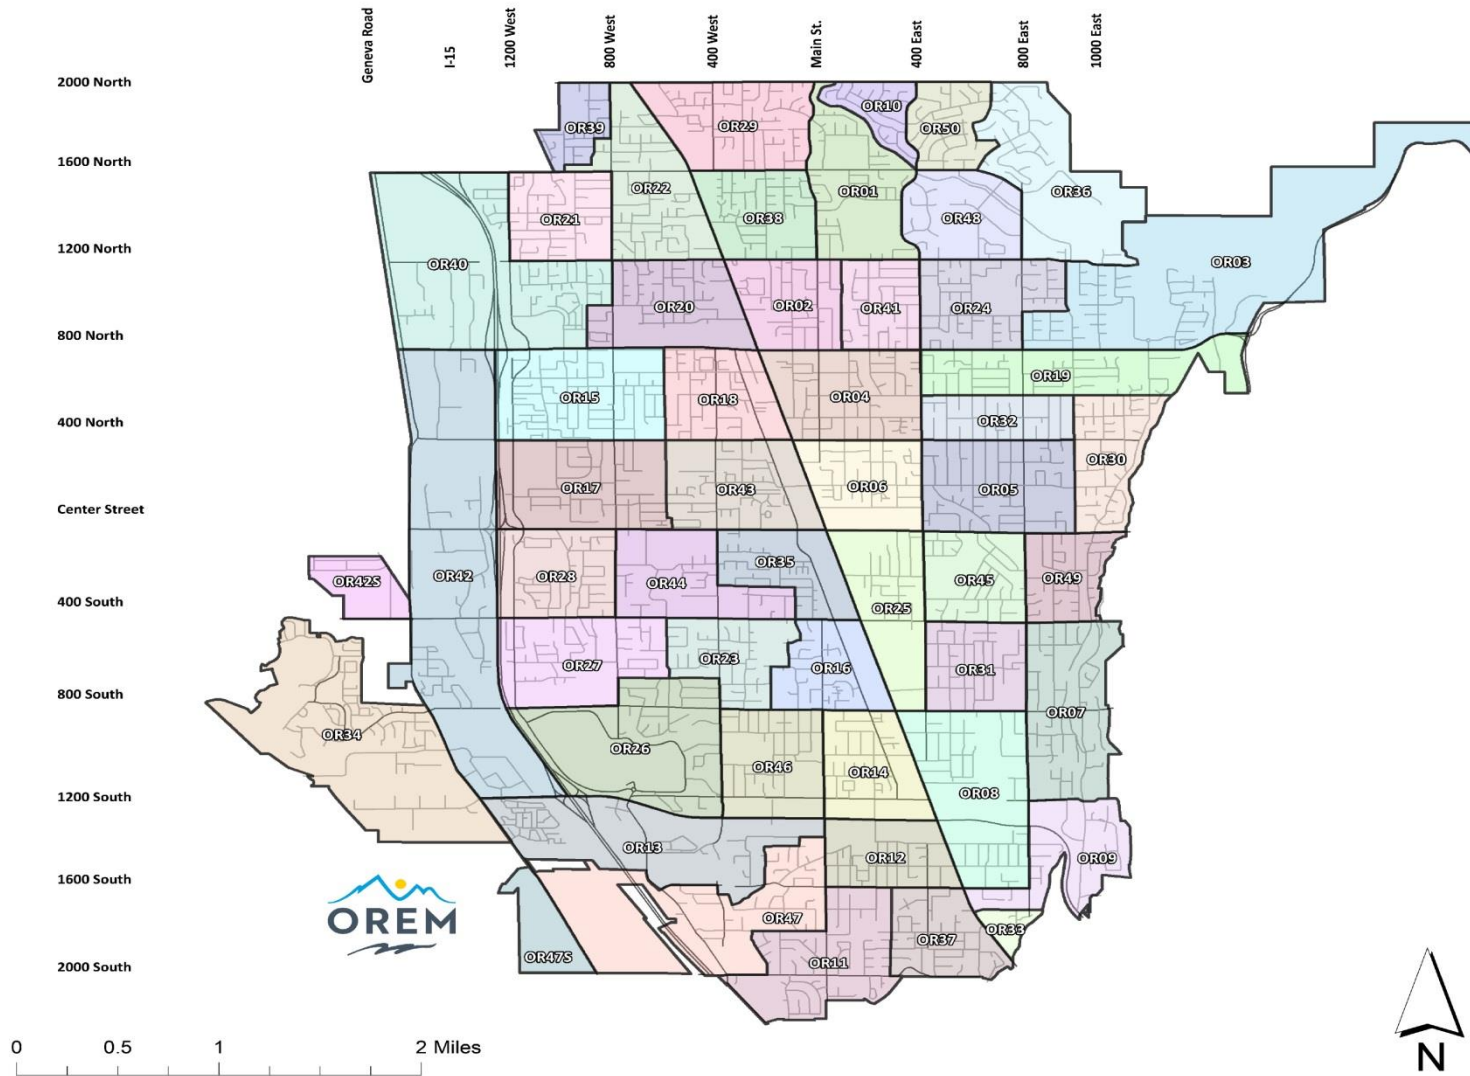 Geneva Road
I-15
1200 West
800 West
400 West
Main St.
400 East
800 East
1000 East
2000 North
1600 North
1200 North
800 North
400 North
Center Street
400 South
800 South
1200 South
1600 South
2000 South
OR39
OR29
OR10
OR50
OR22
OR01
OR36
OR21
OR38
OR48
OR40
OR03
OR20
OR02
OR41
OR24
OR19
OR15
OR18
OR04
OR32
OR30
OR17
OR43
OR06
OR05
OR42S
OR42
OR28
OR44
OR35
OR25
OR45
OR49
OR27
OR23
OR16
OR31
OR07
OR34
OR26
OR46
OR14
OR08
OR13
OR12
OR09
OR47
OR33
OR37
OR47S
OR11
OREM
0 0.5 1 2 Miles
N